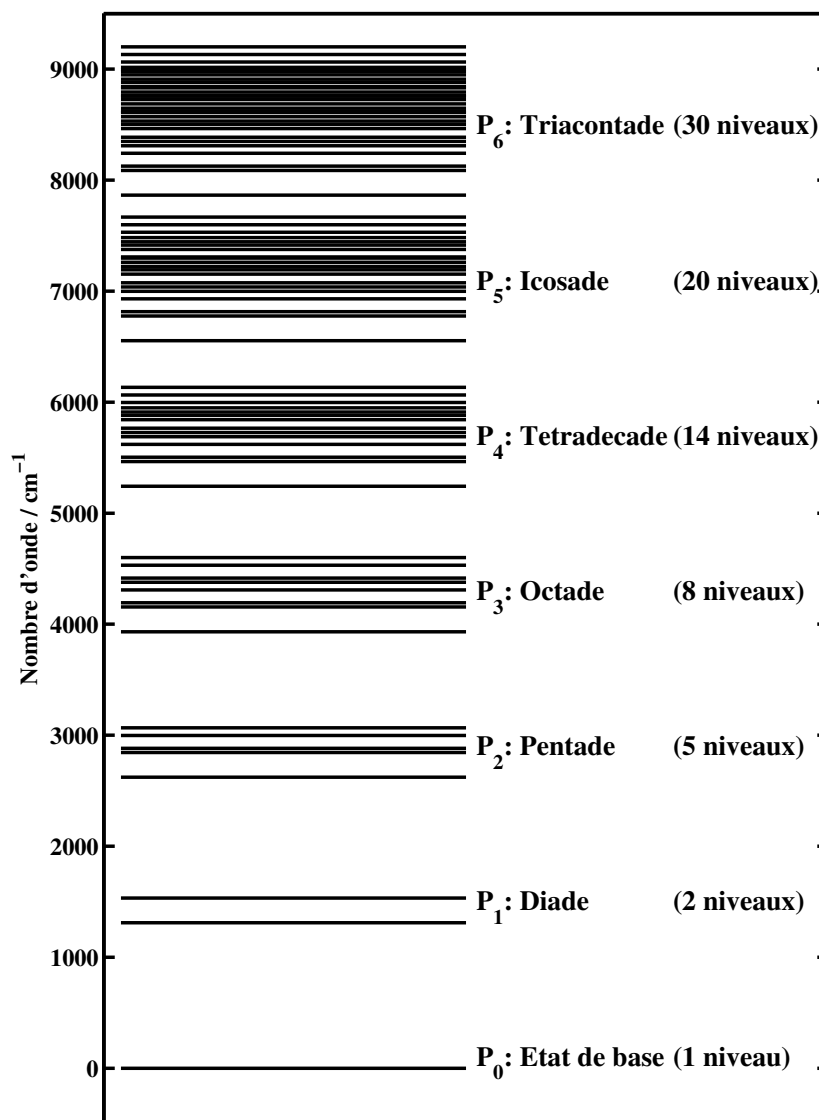 9000
P₆: Triacontade (30 niveaux)
8000
7000
P₅: Icosade (20 niveaux)
6000
P₄: Tetradecade (14 niveaux)
5000
P₃: Octade (8 niveaux)
4000
3000
P₂: Pentade (5 niveaux)
2000
P₁: Diade (2 niveaux)
1000
P₀: Etat de base (1 niveau)
0
Nombre d'onde / cm⁻¹